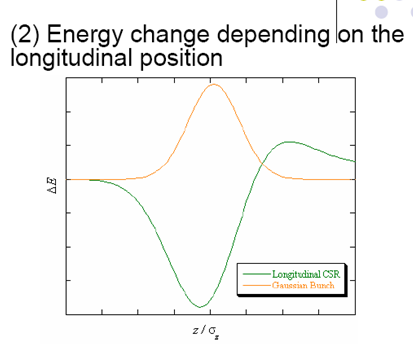 (2) Energy change depending on the
longitudinal position
ΔE
Longitudinal CSR
Gaussian Bunch
z / σz